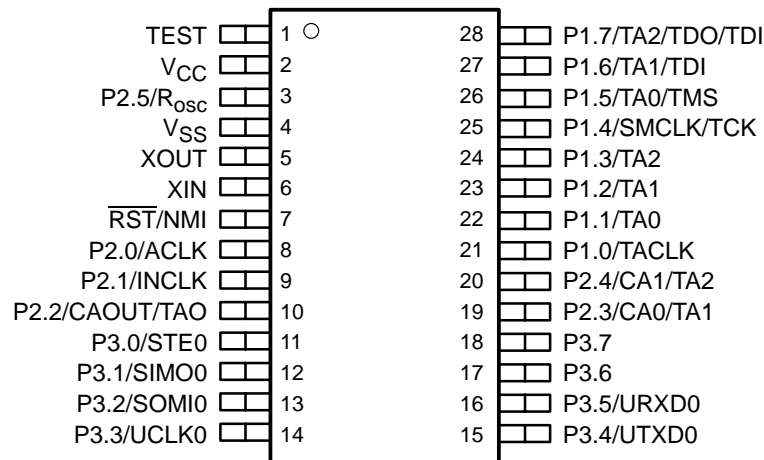 TEST 1 28 P1.7/TA2/TDO/TDI
VCC 2 27 P1.6/TA1/TDI
P2.5/Rosc 3 26 P1.5/TA0/TMS
VSS 4 25 P1.4/SMCLK/TCK
XOUT 5 24 P1.3/TA2
XIN 6 23 P1.2/TA1
RST/NMI 7 22 P1.1/TA0
P2.0/ACLK 8 21 P1.0/TACLK
P2.1/INCLK 9 20 P2.4/CA1/TA2
P2.2/CAOUT/TAO 10 19 P2.3/CA0/TA1
P3.0/STE0 11 18 P3.7
P3.1/SIMO0 12 17 P3.6
P3.2/SOMI0 13 16 P3.5/URXD0
P3.3/UCLK0 14 15 P3.4/UTXD0